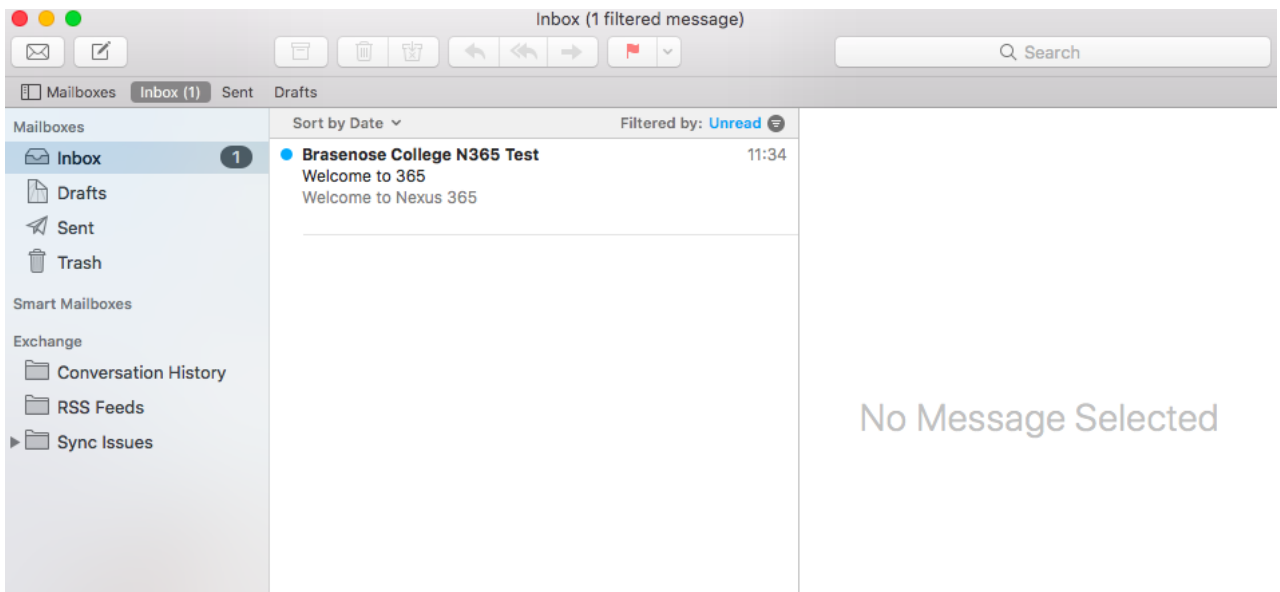 Inbox (1 filtered message)
Search
Mailboxes Inbox (1) Sent Drafts
Mailboxes
Inbox 1
Drafts
Sent
Trash
Smart Mailboxes
Exchange
Conversation History
RSS Feeds
Sync Issues
Sort by Date Filtered by: Unread
Brasenose College N365 Test 11:34
Welcome to 365
Welcome to Nexus 365
No Message Selected